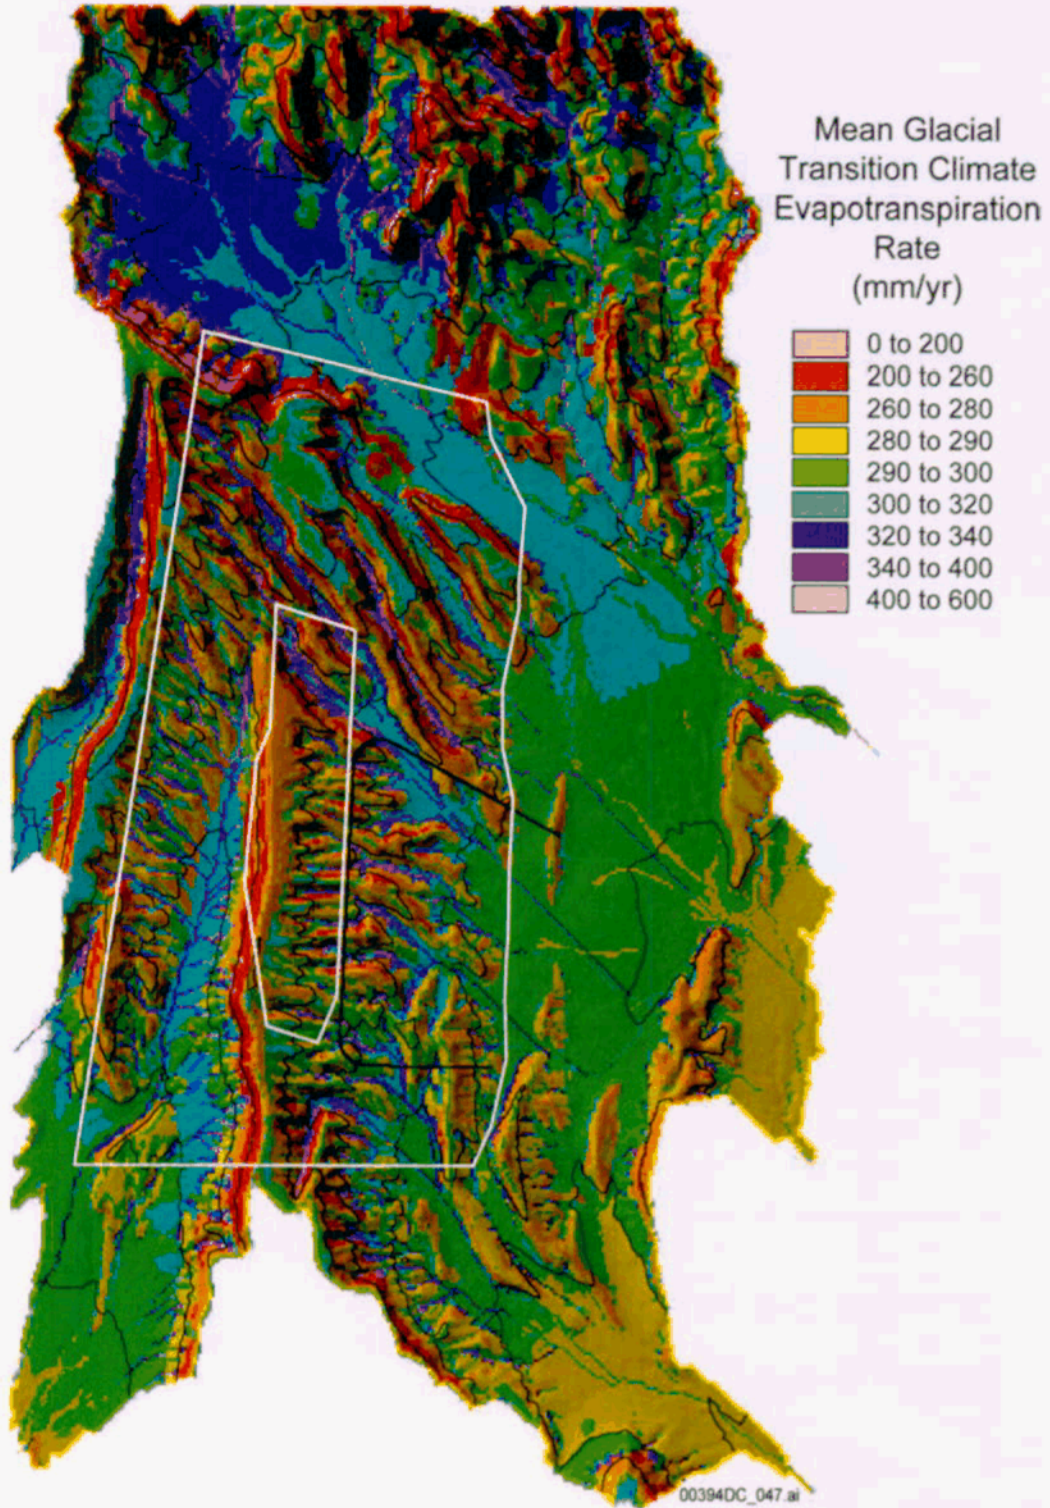 Mean Glacial
Transition Climate
Evapotranspiration
Rate
(mm/yr)
0 to 200
200 to 260
260 to 280
280 to 290
290 to 300
300 to 320
320 to 340
340 to 400
400 to 600
00394DC_047.ai